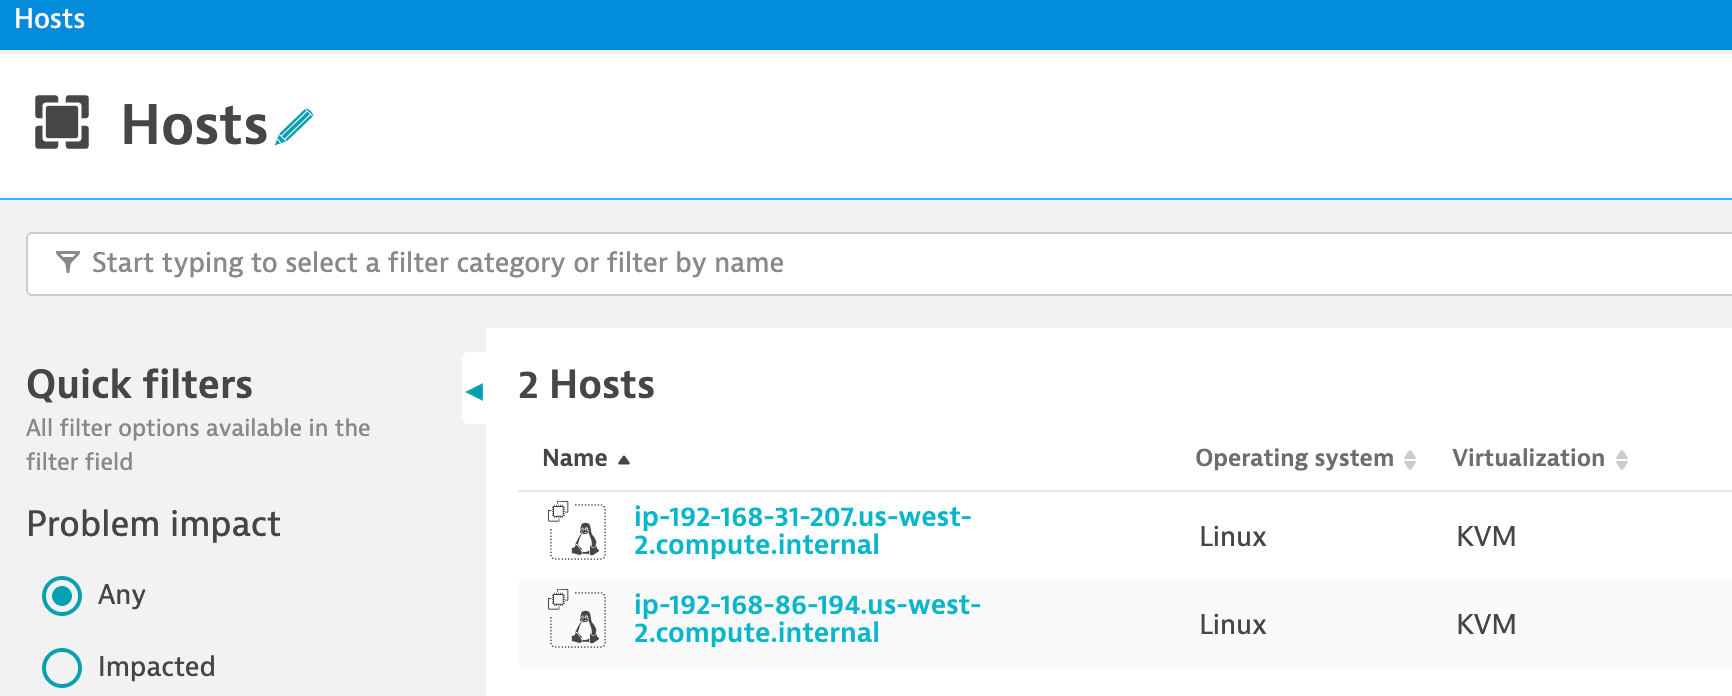 Hosts
Hosts
Start typing to select a filter category or filter by name
Quick filters
All filter options available in the
filter field
Problem impact
Any
Impacted
2 Hosts
Name Operating system Virtualization
ip-192-168-31-207.us-west-
2.compute.internal
Linux KVM
ip-192-168-86-194.us-west-
2.compute.internal
Linux KVM